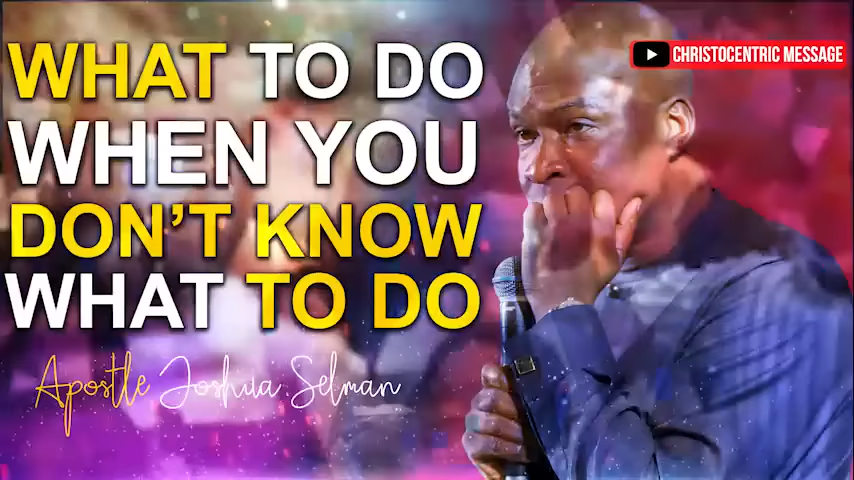 WHAT TO DO
WHEN YOU
DON'T KNOW
WHAT TO DO
Apostle Joshua Selman
CHRISTOCENTRIC MESSAGE